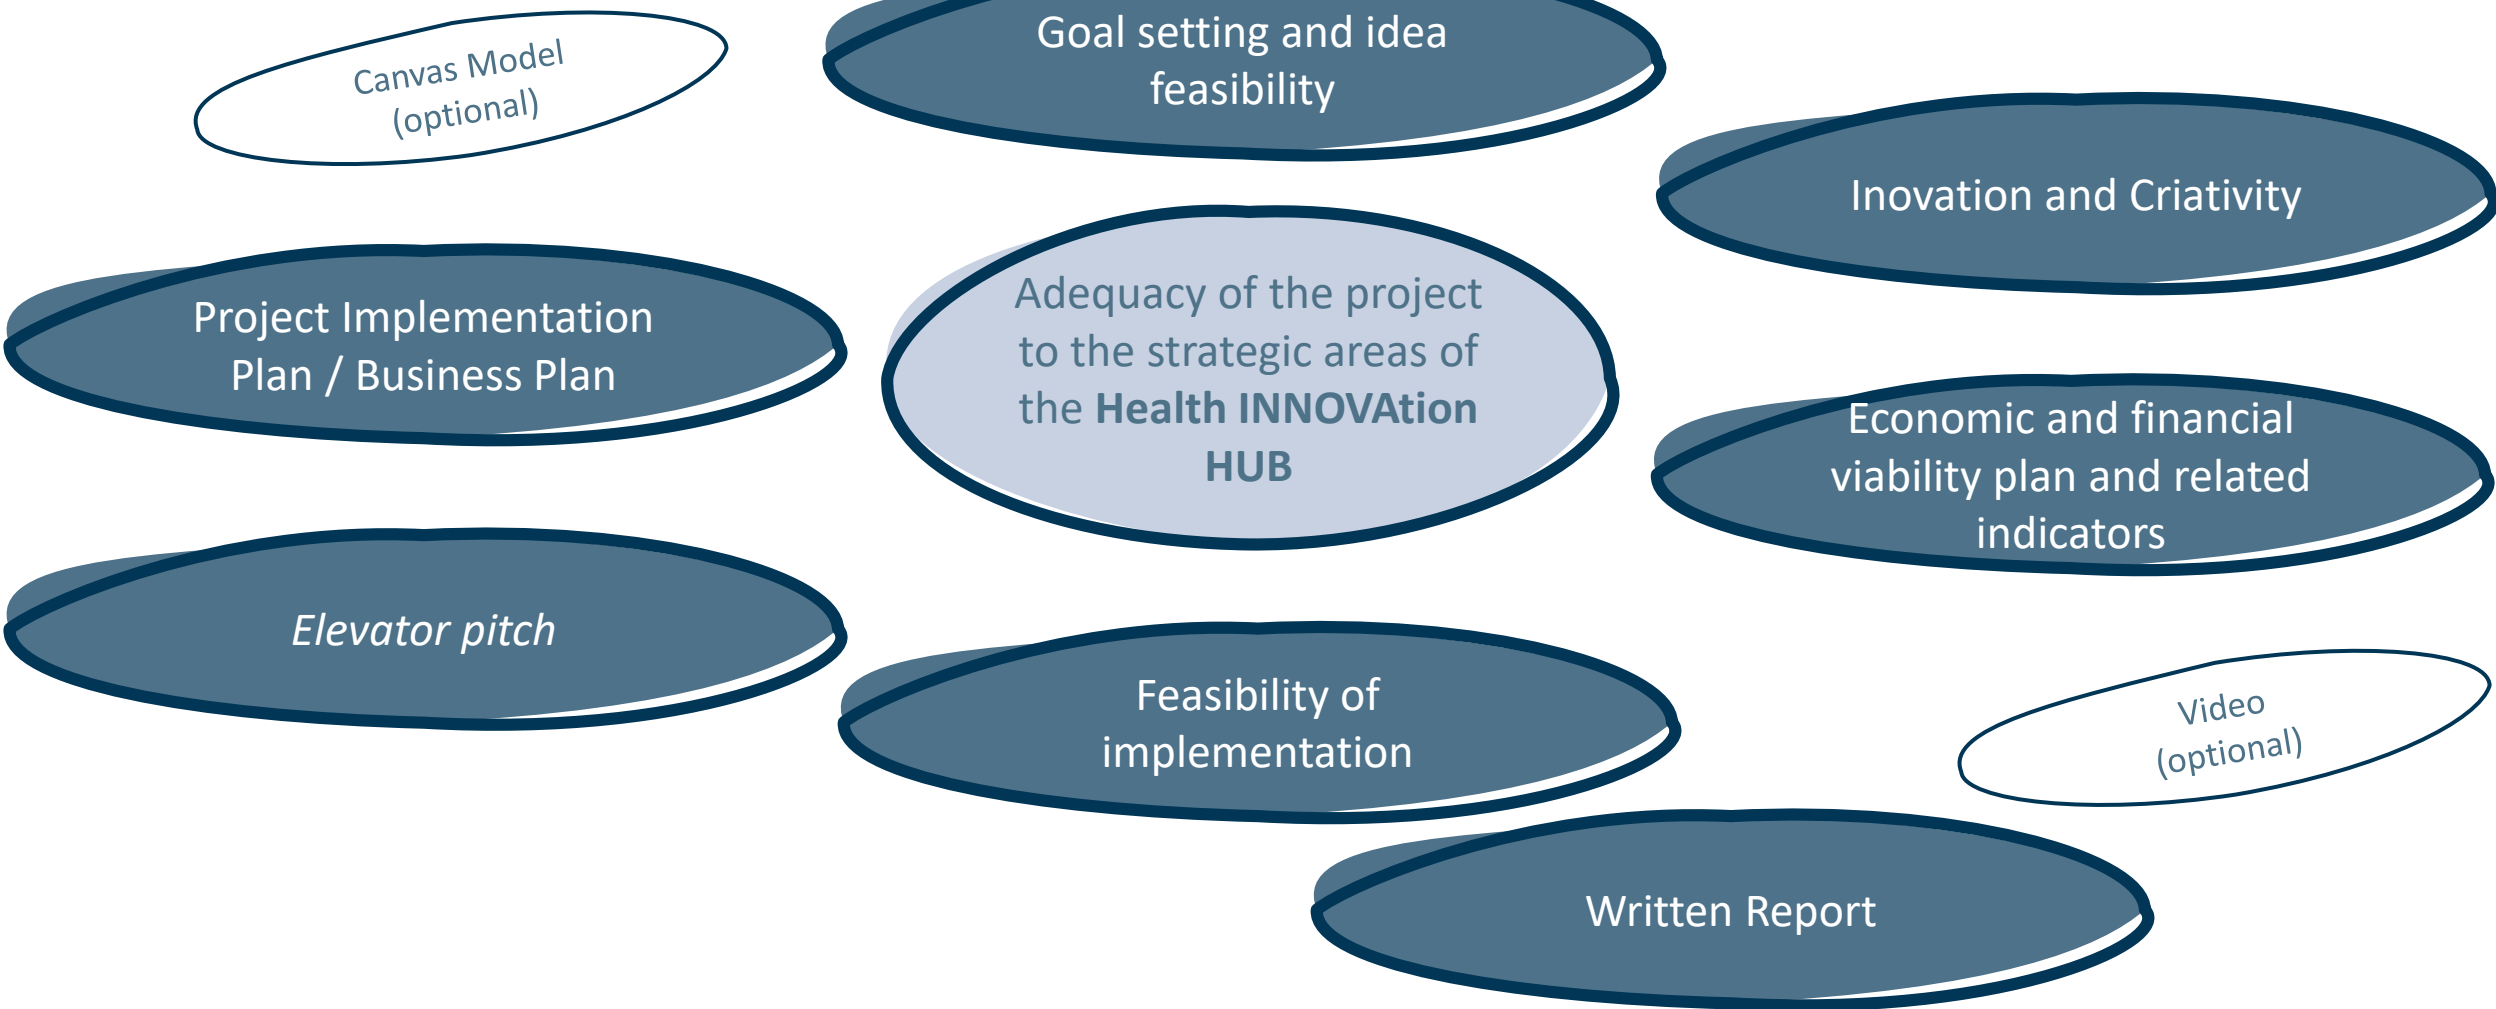 Canvas Model
(optional)
Goal setting and idea
feasibility
Inovation and Criativity
Project Implementation
Plan / Business Plan
Adequacy of the project
to the strategic areas of
the Health INNOVAtion
HUB
Economic and financial
viability plan and related
indicators
Elevator pitch
Feasibility of
implementation
Video
(optional)
Written Report